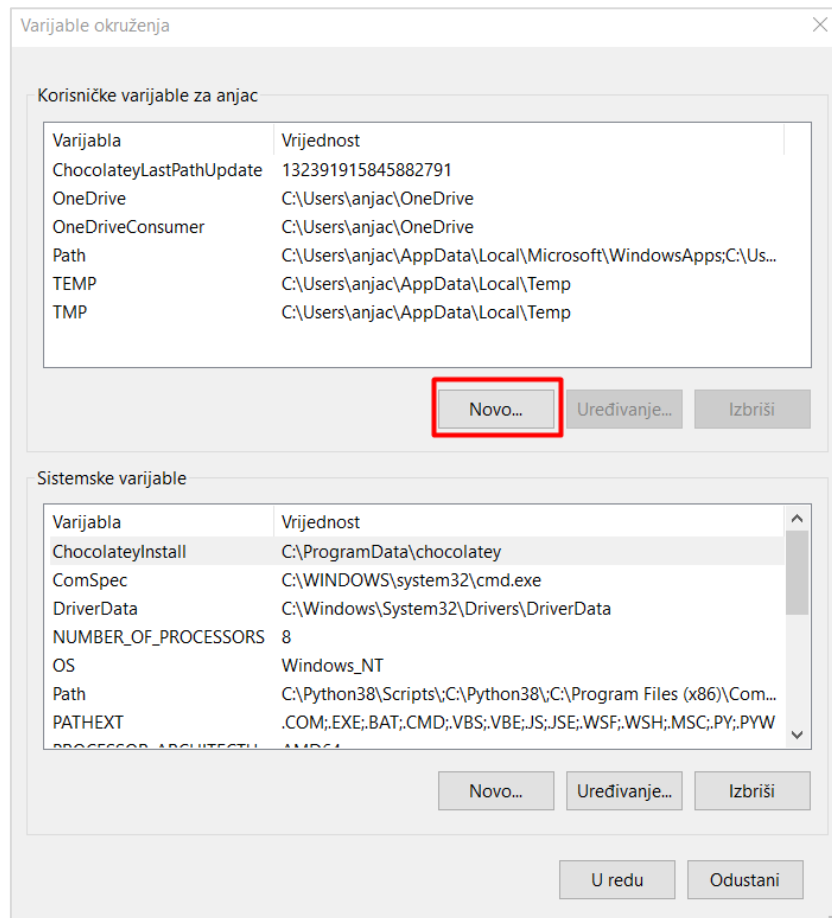 Varijable okruženja
Korisničke varijable za anjac
Varijabla Vrijednost
ChocolateyLastPathUpdate 132391915845882791
OneDrive C:\Users\anjac\OneDrive
OneDriveConsumer C:\Users\anjac\OneDrive
Path C:\Users\anjac\AppData\Local\Microsoft\WindowsApps;C:\Us...
TEMP C:\Users\anjac\AppData\Local\Temp
TMP C:\Users\anjac\AppData\Local\Temp
Novo... Uređivanje... Izbriši
Sistemske varijable
Varijabla Vrijednost
ChocolateyInstall C:\ProgramData\chocolatey
ComSpec C:\WINDOWS\system32\cmd.exe
DriverData C:\Windows\System32\Drivers\DriverData
NUMBER_OF_PROCESSORS 8
OS Windows_NT
Path C:\Python38\Scripts\;C:\Python38\;C:\Program Files (x86)\Com...
PATHEXT .COM;.EXE;.BAT;.CMD;.VBS;.VBE;.JS;.JSE;.WSF;.WSH;.MSC;.PY;.PYW
PROCESSOR_ARCHITECTU... AMD64
Novo... Uređivanje... Izbriši
U redu Odustani